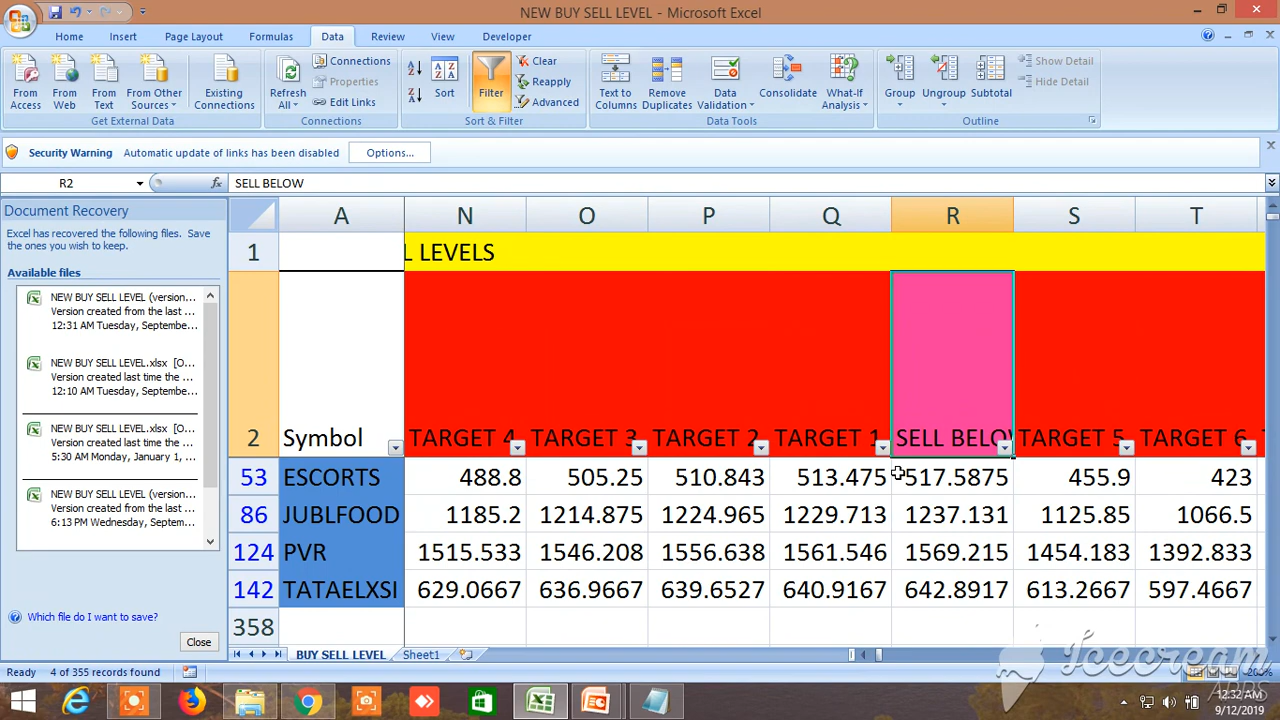 NEW BUY SELL LEVEL - Microsoft Excel
Home Insert Page Layout Formulas Data Review View Developer
From Access
From Web
From Text
From Other Sources
Existing Connections
Get External Data
Refresh All
Connections
Properties
Edit Links
Connections
Sort
Filter
Clear
Reapply
Advanced
Sort & Filter
Text to Columns
Remove Duplicates
Data Validation
Consolidate
What-If Analysis
Data Tools
Group
Ungroup
Subtotal
Show Detail
Hide Detail
Outline
Security Warning Automatic update of links has been disabled Options...
R2 fx SELL BELOW
Document Recovery
Excel has recovered the following files. Save
the ones you wish to keep.
Available files
NEW BUY SELL LEVEL (version...
Version created from the last ...
12:31 AM Tuesday, Septembe...
NEW BUY SELL LEVEL.xlsx [O...
Version created last time the ...
12:10 AM Tuesday, Septembe...
NEW BUY SELL LEVEL.xlsx [O...
Version created last time the ...
5:30 AM Monday, January 1, ...
NEW BUY SELL LEVEL (version...
Version created from the last ...
6:13 PM Wednesday, Septem...
Which file do I want to save?
Close
A N O P Q R S T
1 L LEVELS
2 Symbol TARGET 4 TARGET 3 TARGET 2 TARGET 1 SELL BELOW TARGET 5 TARGET 6
53 ESCORTS 488.8 505.25 510.843 513.475 517.5875 455.9 423
86 JUBLFOOD 1185.2 1214.875 1224.965 1229.713 1237.131 1125.85 1066.5
124 PVR 1515.533 1546.208 1556.638 1561.546 1569.215 1454.183 1392.833
142 TATAELXSI 629.0667 636.9667 639.6527 640.9167 642.8917 613.2667 597.4667
358
BUY SELL LEVEL Sheet1
Ready 4 of 355 records found 200%
Icecream
APPS
12:32 AM
9/12/2019